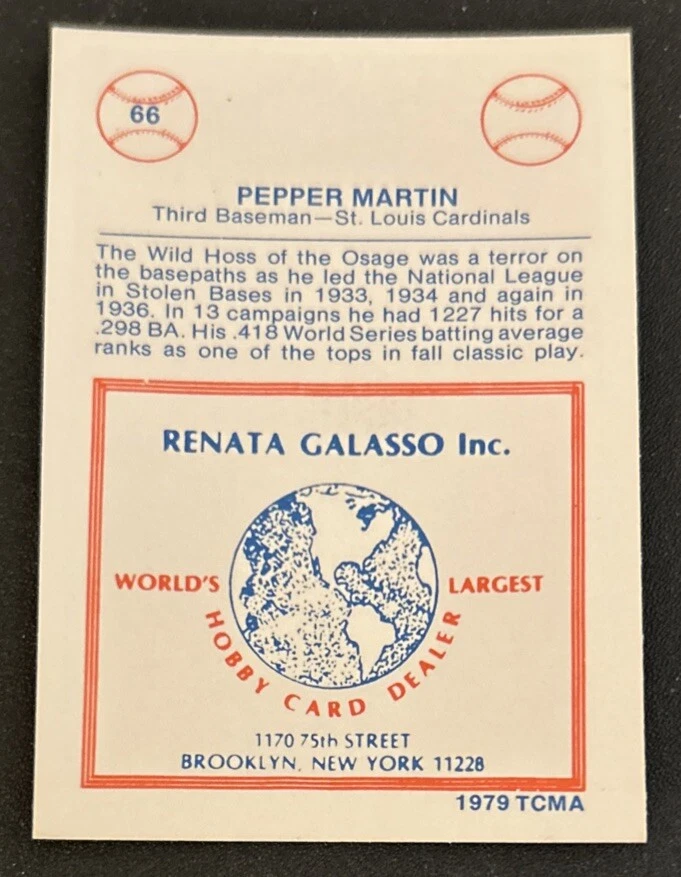 66
PEPPER MARTIN
Third Baseman—St. Louis Cardinals
The Wild Hoss of the Osage was a terror on
the basepaths as he led the National League
in Stolen Bases in 1933, 1934 and again in
1936. In 13 campaigns he had 1227 hits for a
.298 BA. His .418 World Series batting average
ranks as one of the tops in fall classic play.
RENATA GALASSO Inc.
WORLD'S LARGEST
HOBBY CARD DEALER
1170 75th STREET
BROOKLYN, NEW YORK 11228
1979 TCMA